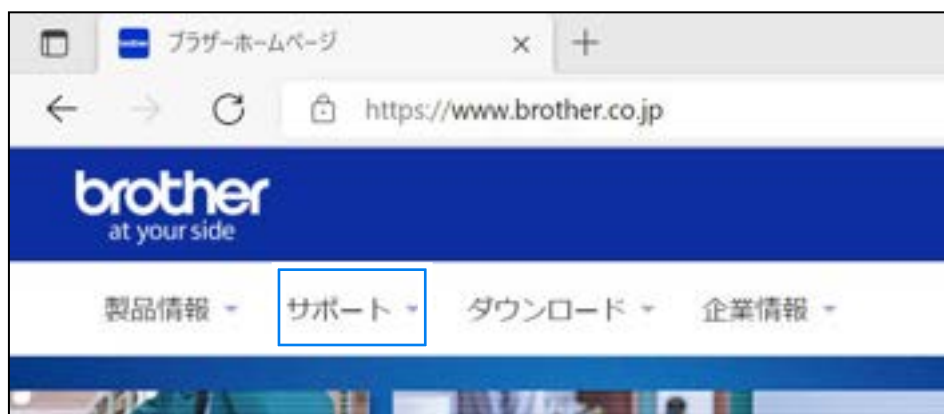 ブラザーホームページ
https://www.brother.co.jp
brother
at your side
製品情報 サポート ダウンロード 企業情報